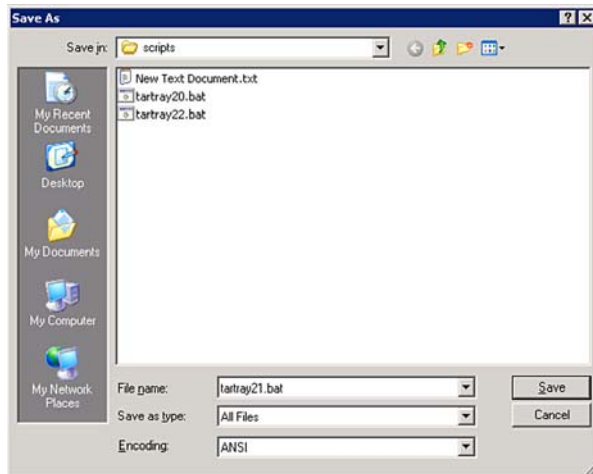 Save As
Save in:
scripts
My Recent
Documents
Desktop
My Documents
My Computer
My Network
Places
New Text Document.txt
tartray20.bat
tartray22.bat
File name:
tartray21.bat
Save
Save as type:
All Files
Cancel
Encoding:
ANSI